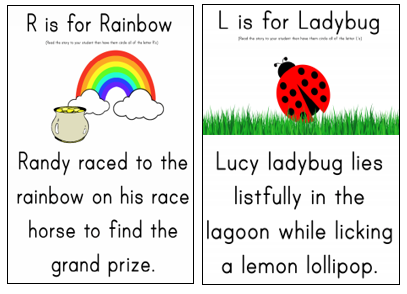 R is for Rainbow
(Read the story to your student then have them circle all of the letter R's)
Randy raced to the
rainbow on his race
horse to find the
grand prize.
L is for Ladybug
(Read the story to your student then have them circle all of the letter L's)
Lucy ladybug lies
listfully in the
lagoon while licking
a lemon lollipop.